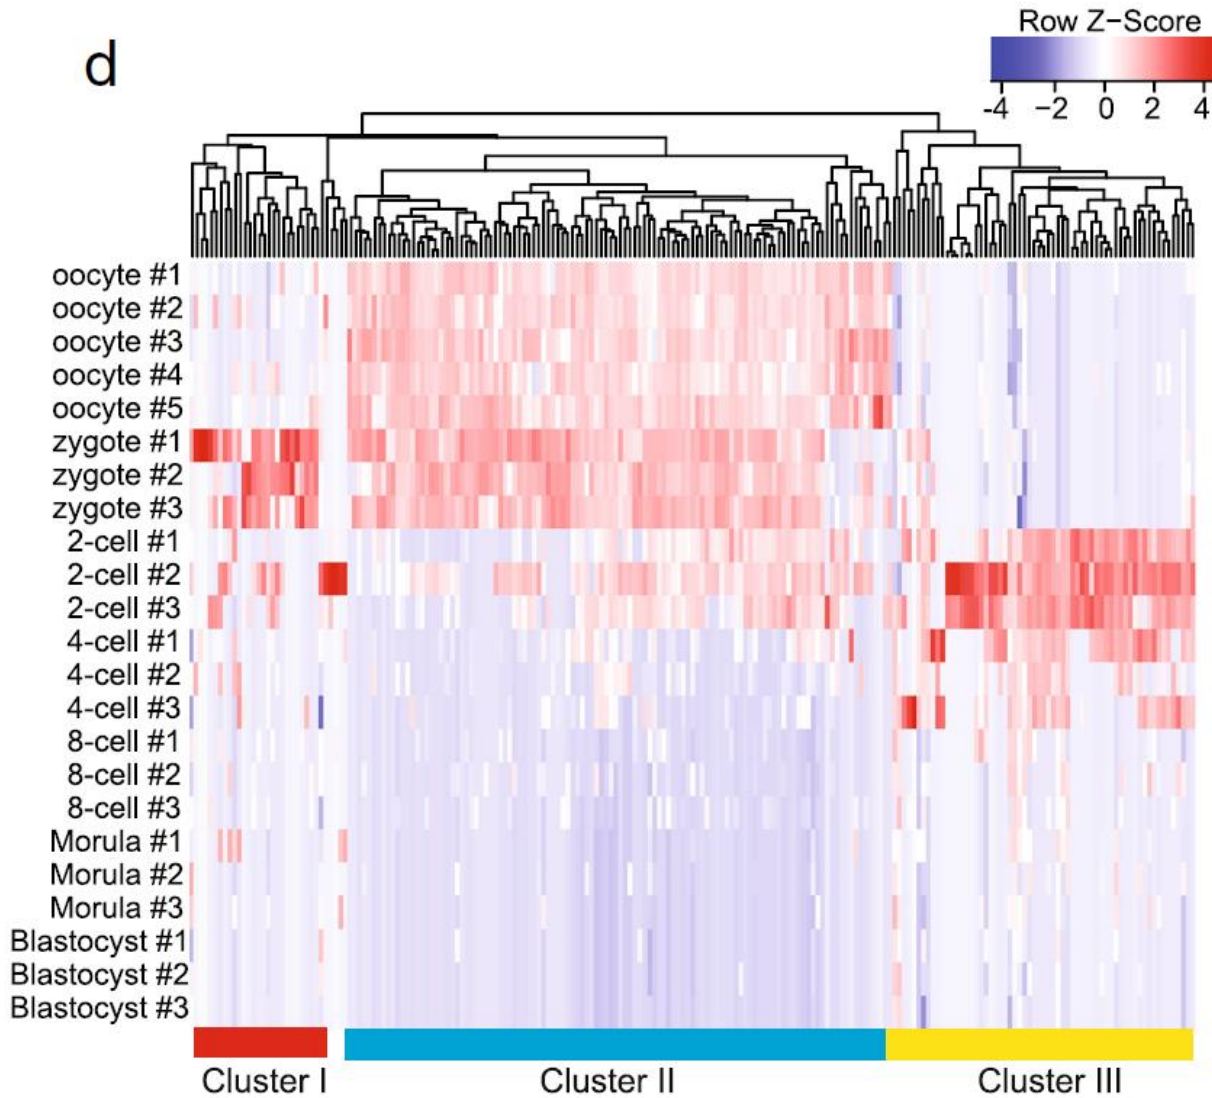 d
Row Z-Score
-4 -2 0 2 4
oocyte #1
oocyte #2
oocyte #3
oocyte #4
oocyte #5
zygote #1
zygote #2
zygote #3
2-cell #1
2-cell #2
2-cell #3
4-cell #1
4-cell #2
4-cell #3
8-cell #1
8-cell #2
8-cell #3
Morula #1
Morula #2
Morula #3
Blastocyst #1
Blastocyst #2
Blastocyst #3
Cluster I Cluster II Cluster III